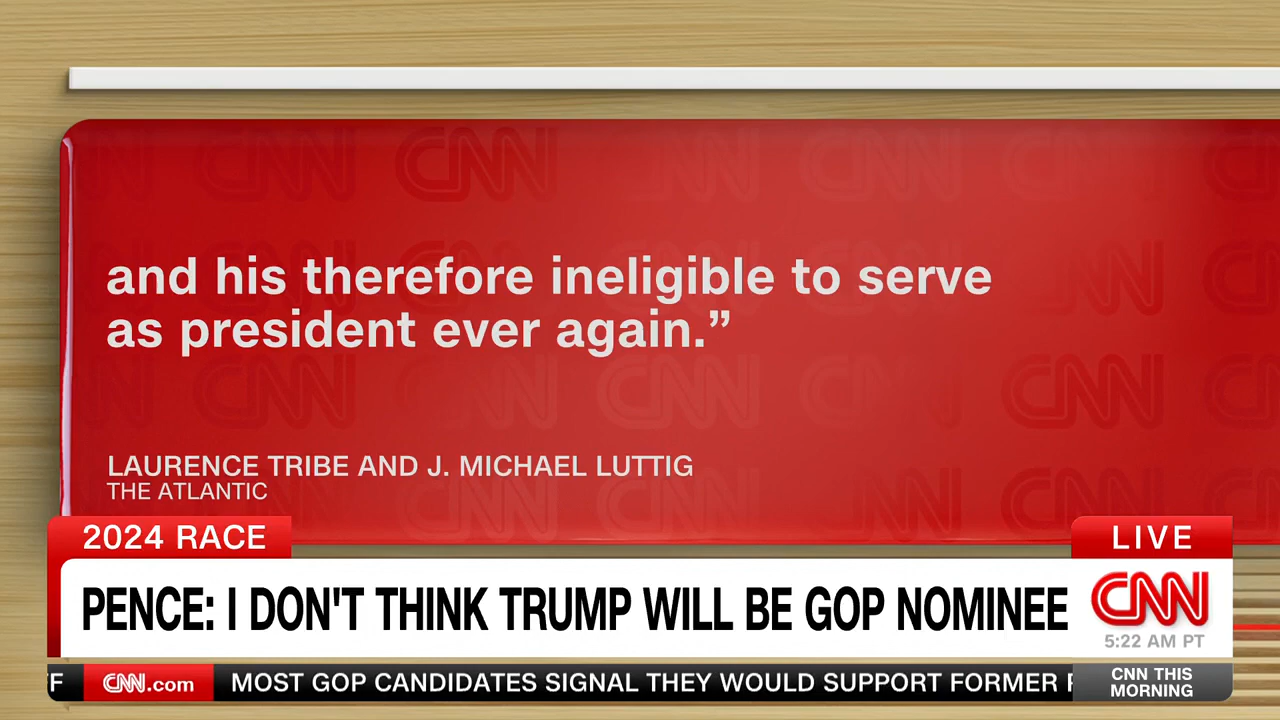 and his therefore ineligible to serve
as president ever again.”
LAURENCE TRIBE AND J. MICHAEL LUTTIG
THE ATLANTIC
2024 RACE
LIVE
PENCE: I DON'T THINK TRUMP WILL BE GOP NOMINEE
CNN
5:22 AM PT
CNN.com
MOST GOP CANDIDATES SIGNAL THEY WOULD SUPPORT FORMER
CNN THIS
MORNING